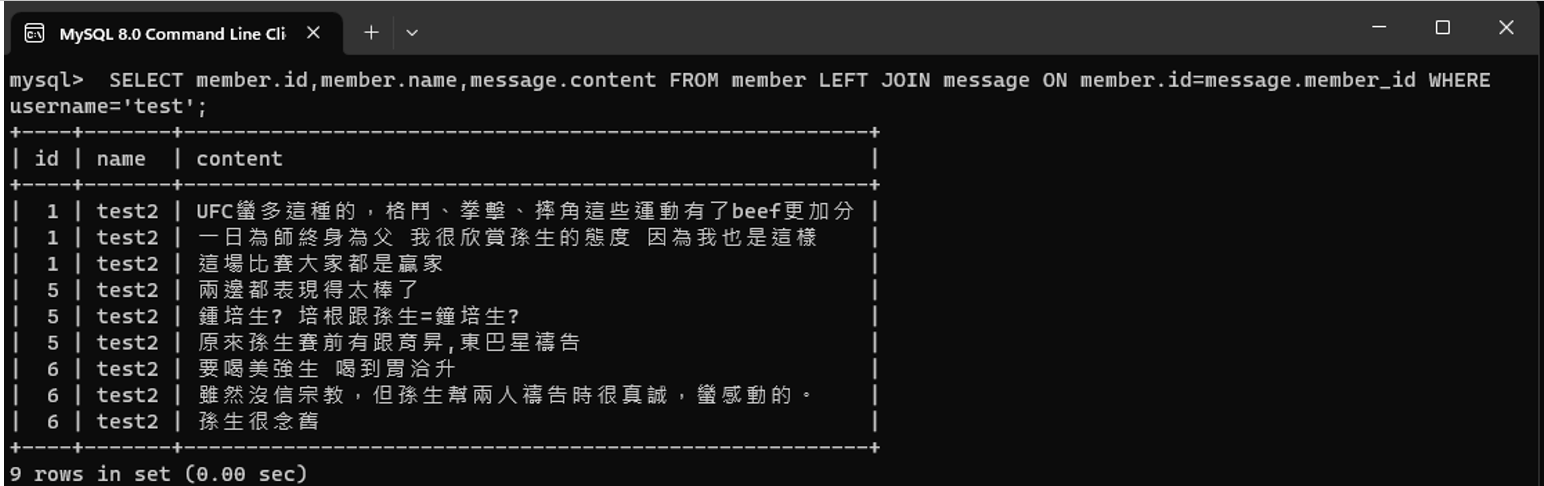 MySQL 8.0 Command Line Cli
mysql>  SELECT member.id,member.name,message.content FROM member LEFT JOIN message ON member.id=message.member_id WHERE
username='test';
+----+-------+-------------------------------------------------------+
| id | name  | content                                               |
+----+-------+-------------------------------------------------------+
|  1 | test2 | UFC蠻多這種的，格鬥、拳擊、摔角這些運動有了beef更加分 |
|  1 | test2 | 一日為師終身為父 我很欣賞孫生的態度 因為我也是這樣    |
|  1 | test2 | 這場比賽大家都是贏家                                  |
|  5 | test2 | 兩邊都表現得太棒了                                    |
|  5 | test2 | 鍾培生? 培根跟孫生=鐘培生?                            |
|  5 | test2 | 原來孫生賽前有跟育昇,東巴星禱告                       |
|  6 | test2 | 要喝美強生 喝到胃洽升                                 |
|  6 | test2 | 雖然沒信宗教，但孫生幫兩人禱告時很真誠，蠻感動的。    |
|  6 | test2 | 孫生很念舊                                            |
+----+-------+-------------------------------------------------------+
9 rows in set (0.00 sec)